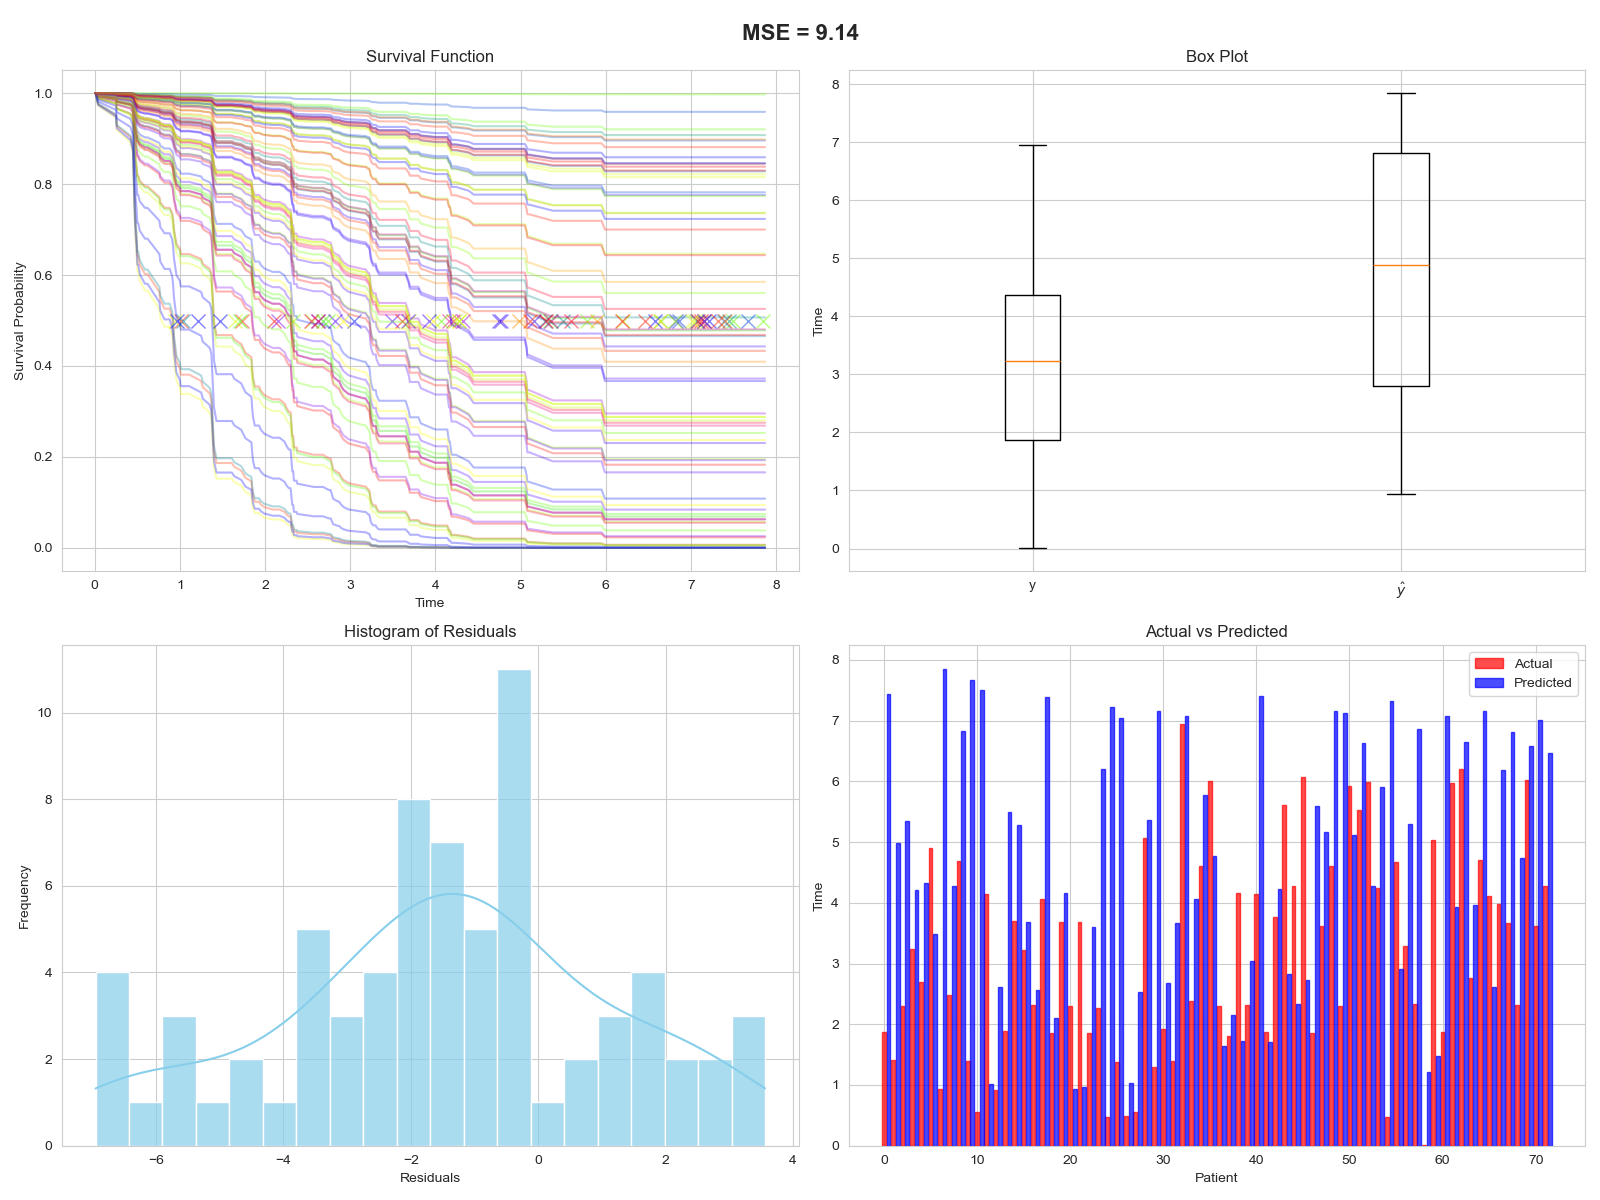 MSE = 9.14
Survival Function
1.0
0.8
0.6
0.4
0.2
0.0
Survival Probability
0 1 2 3 4 5 6 7 8
Time
Box Plot
8
7
6
5
4
3
2
1
0
Time
y ŷ
Histogram of Residuals
10
8
6
4
2
0
Frequency
−6 −4 −2 0 2 4
Residuals
Actual vs Predicted
Actual
Predicted
8
7
6
5
4
3
2
1
0
Time
0 10 20 30 40 50 60 70
Patient